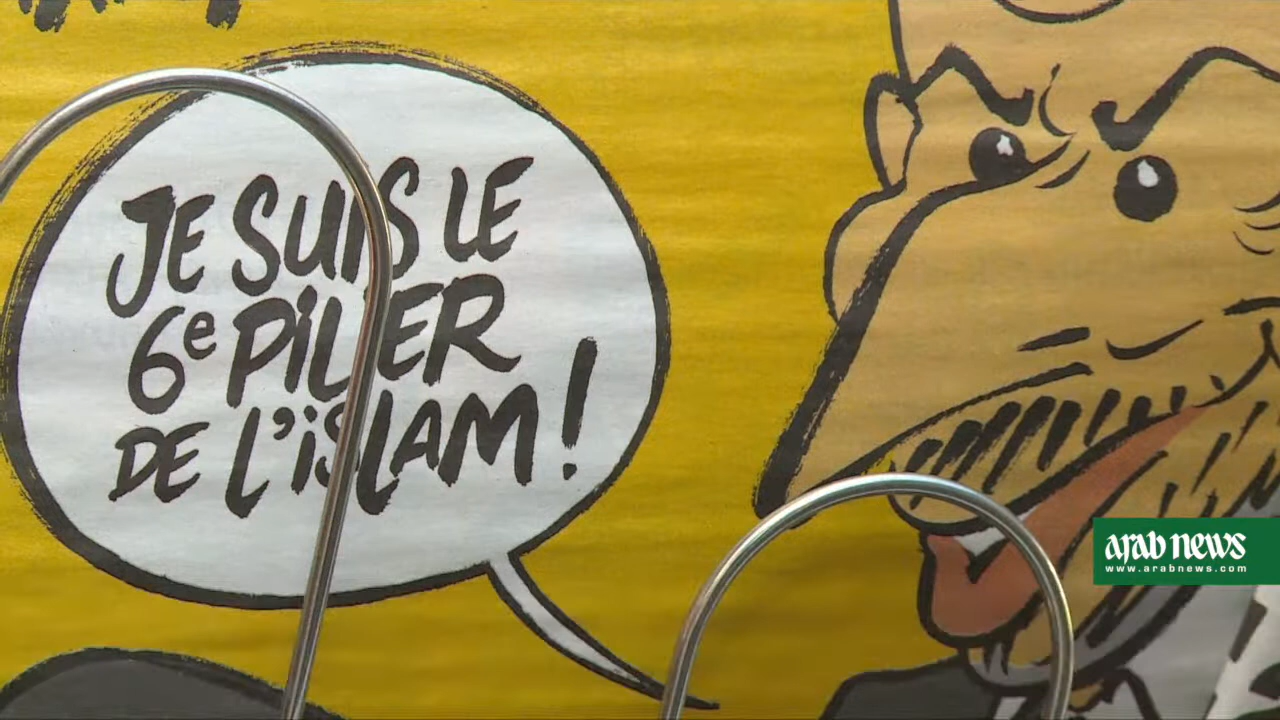 JE SUIS LE
6e PILIER
DE L'ISLAM !
arab news
www.arabnews.com